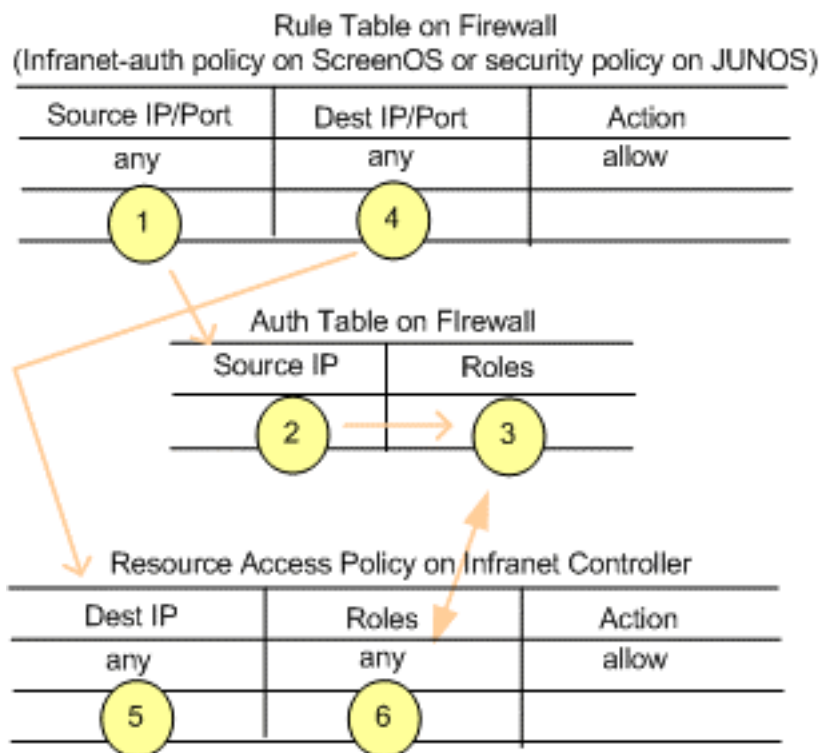 Rule Table on Firewall
(Infranet-auth policy on ScreenOS or security policy on JUNOS)
Source IP/Port Dest IP/Port Action
any any allow
1 4
Auth Table on FIrewall
Source IP Roles
2 3
Resource Access Policy on Infranet Controller
Dest IP Roles Action
any any allow
5 6